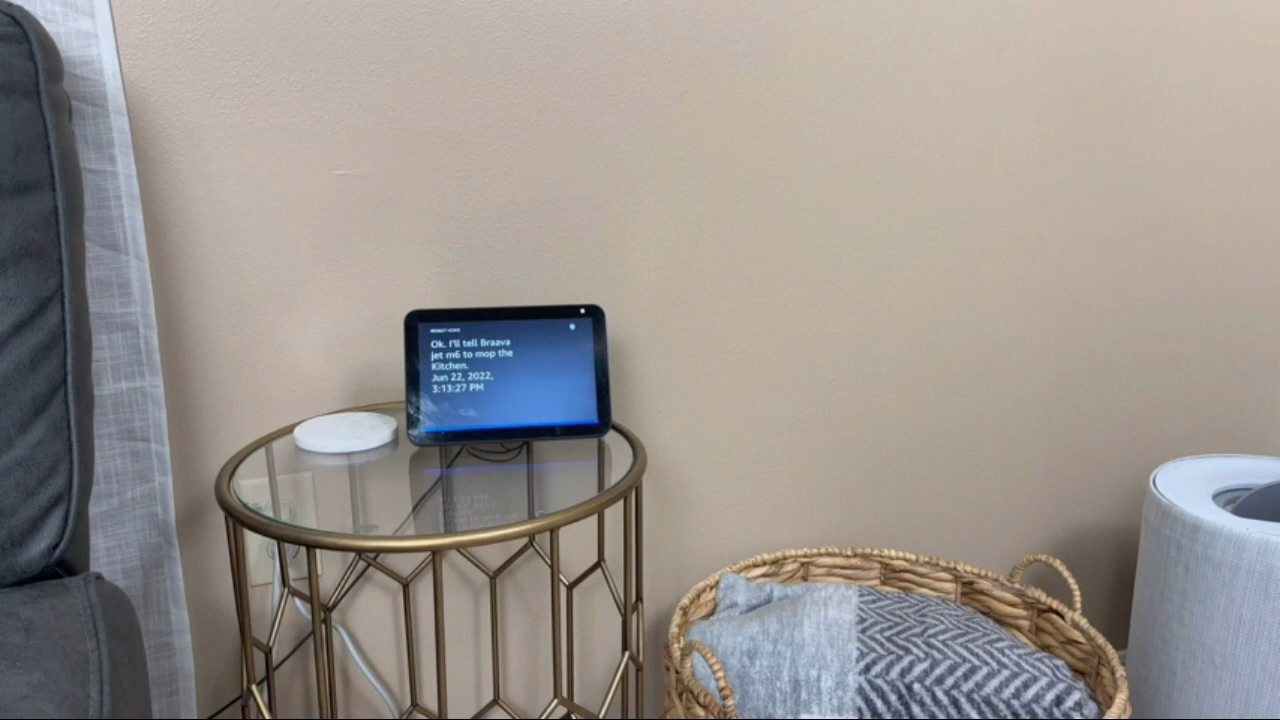 Ok. I'll tell Braava
jet m6 to mop the
Kitchen.
Jun 22, 2022,
3:13:27 PM